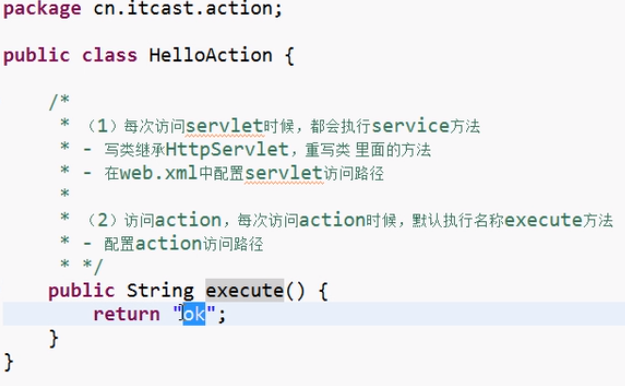 package cn.itcast.action;
public class HelloAction {
/*
* （1）每次访问servlet时候，都会执行service方法
* - 写类继承HttpServlet，重写类 里面的方法
* - 在web.xml中配置servlet访问路径
*
* （2）访问action，每次访问action时候，默认执行名称execute方法
* - 配置action访问路径
* */
public String execute() {
return "ok";
}
}